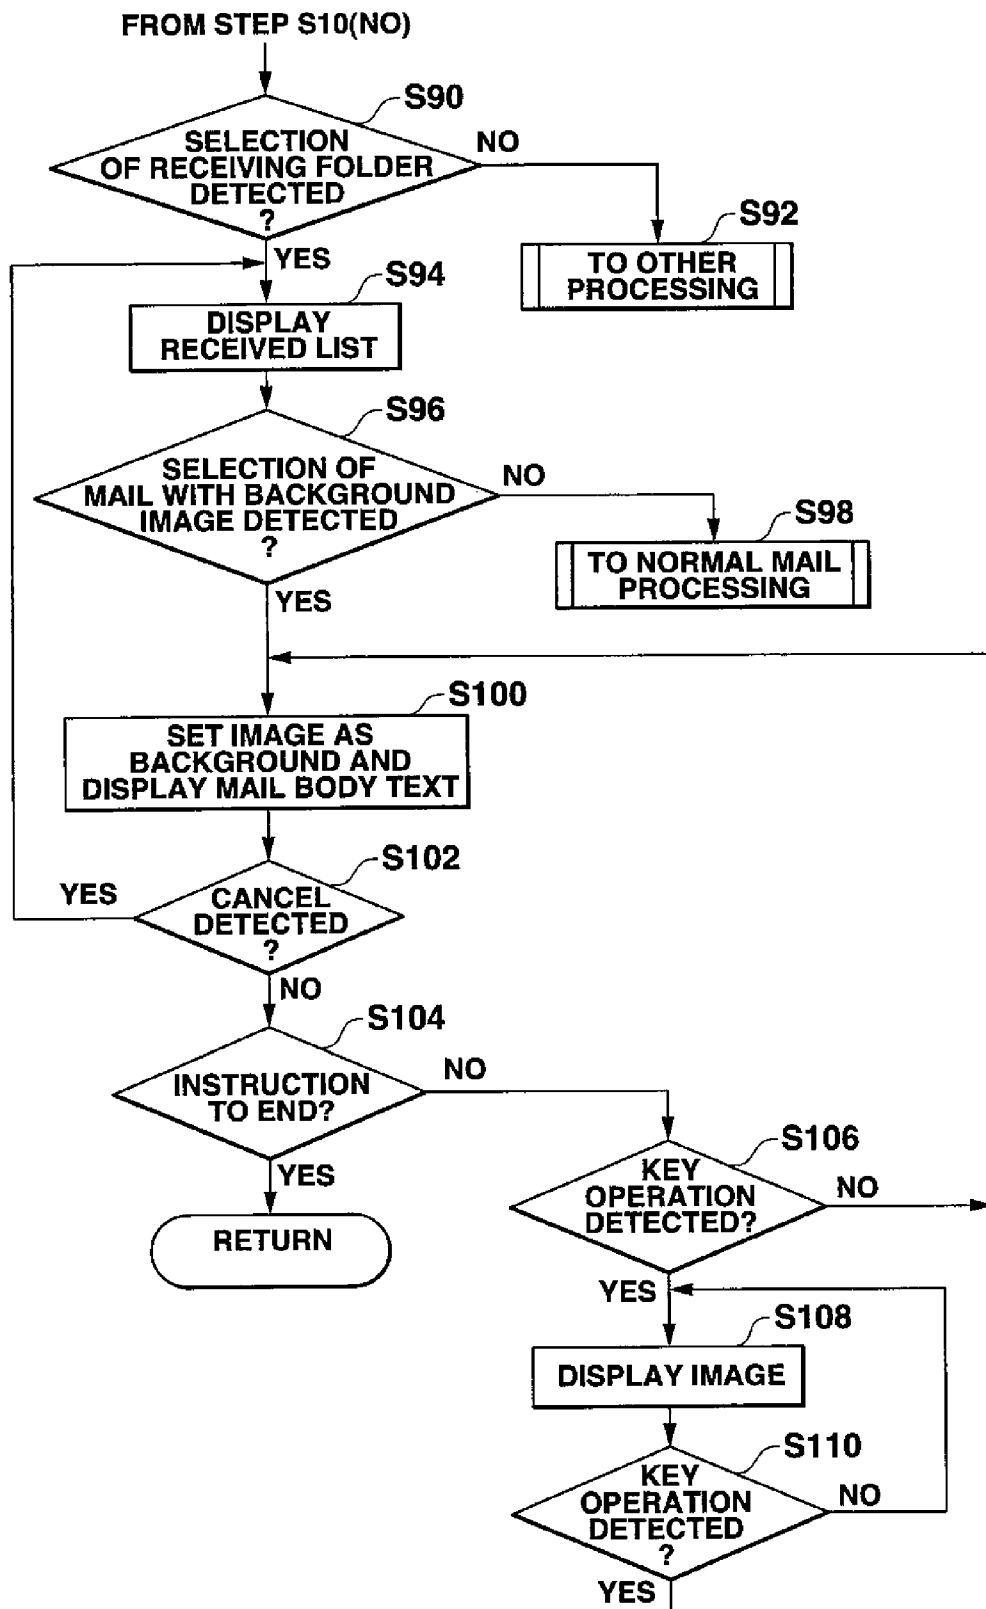 FROM STEP S10(NO)
S90
SELECTION
OF RECEIVING FOLDER
DETECTED
?
NO
YES
S92
TO OTHER
PROCESSING
S94
DISPLAY
RECEIVED LIST
S96
SELECTION OF
MAIL WITH BACKGROUND
IMAGE DETECTED
?
NO
YES
S98
TO NORMAL MAIL
PROCESSING
S100
SET IMAGE AS
BACKGROUND AND
DISPLAY MAIL BODY TEXT
S102
CANCEL
DETECTED
?
YES
NO
S104
INSTRUCTION
TO END?
NO
YES
RETURN
S106
KEY
OPERATION
DETECTED?
NO
YES
S108
DISPLAY IMAGE
S110
KEY
OPERATION
DETECTED
?
NO
YES